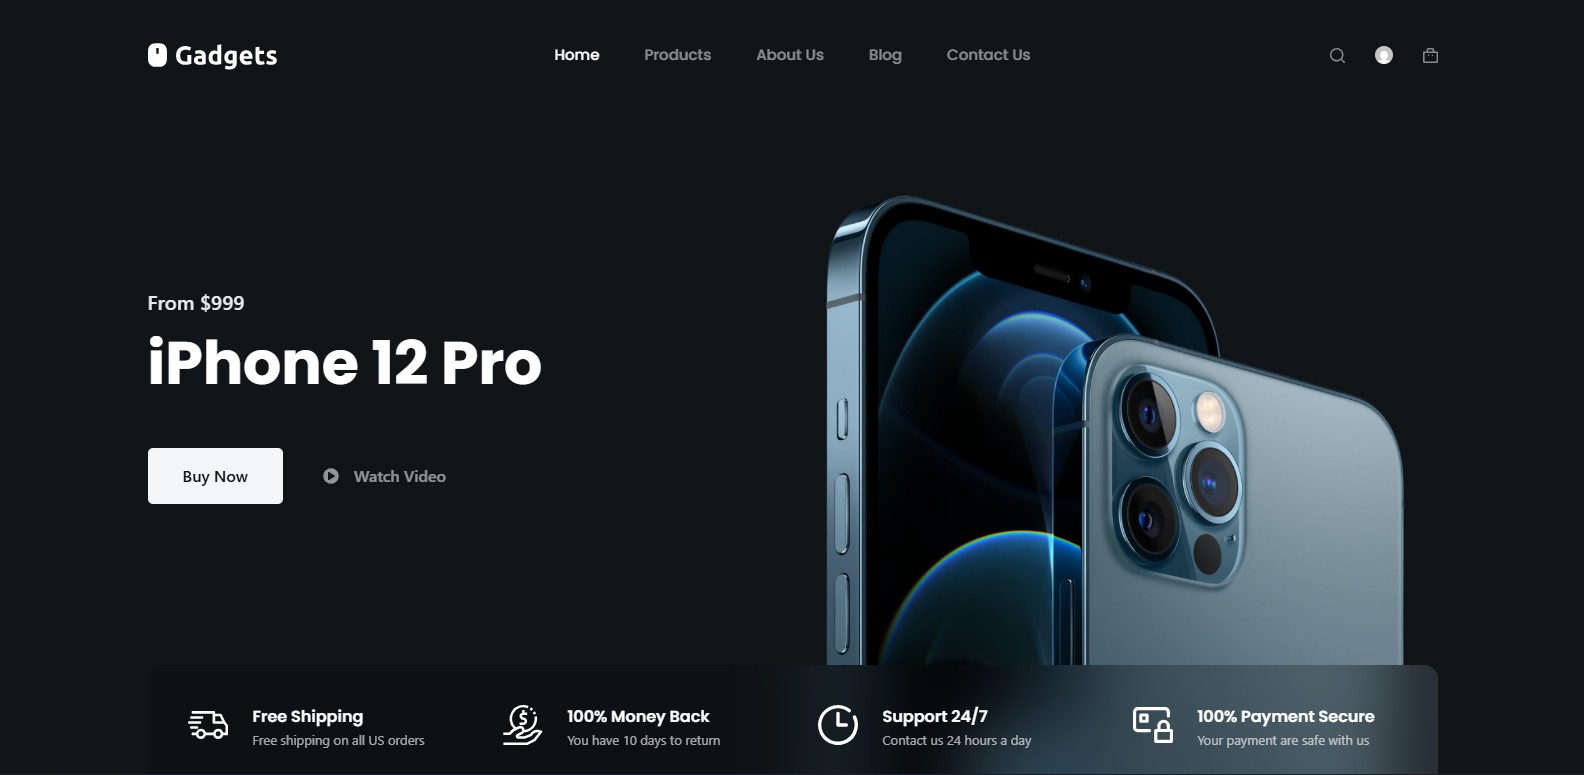 Gadgets
Home Products About Us Blog Contact Us
From $999
iPhone 12 Pro
Buy Now
Watch Video
Free Shipping
Free shipping on all US orders
100% Money Back
You have 10 days to return
Support 24/7
Contact us 24 hours a day
100% Payment Secure
Your payment are safe with us